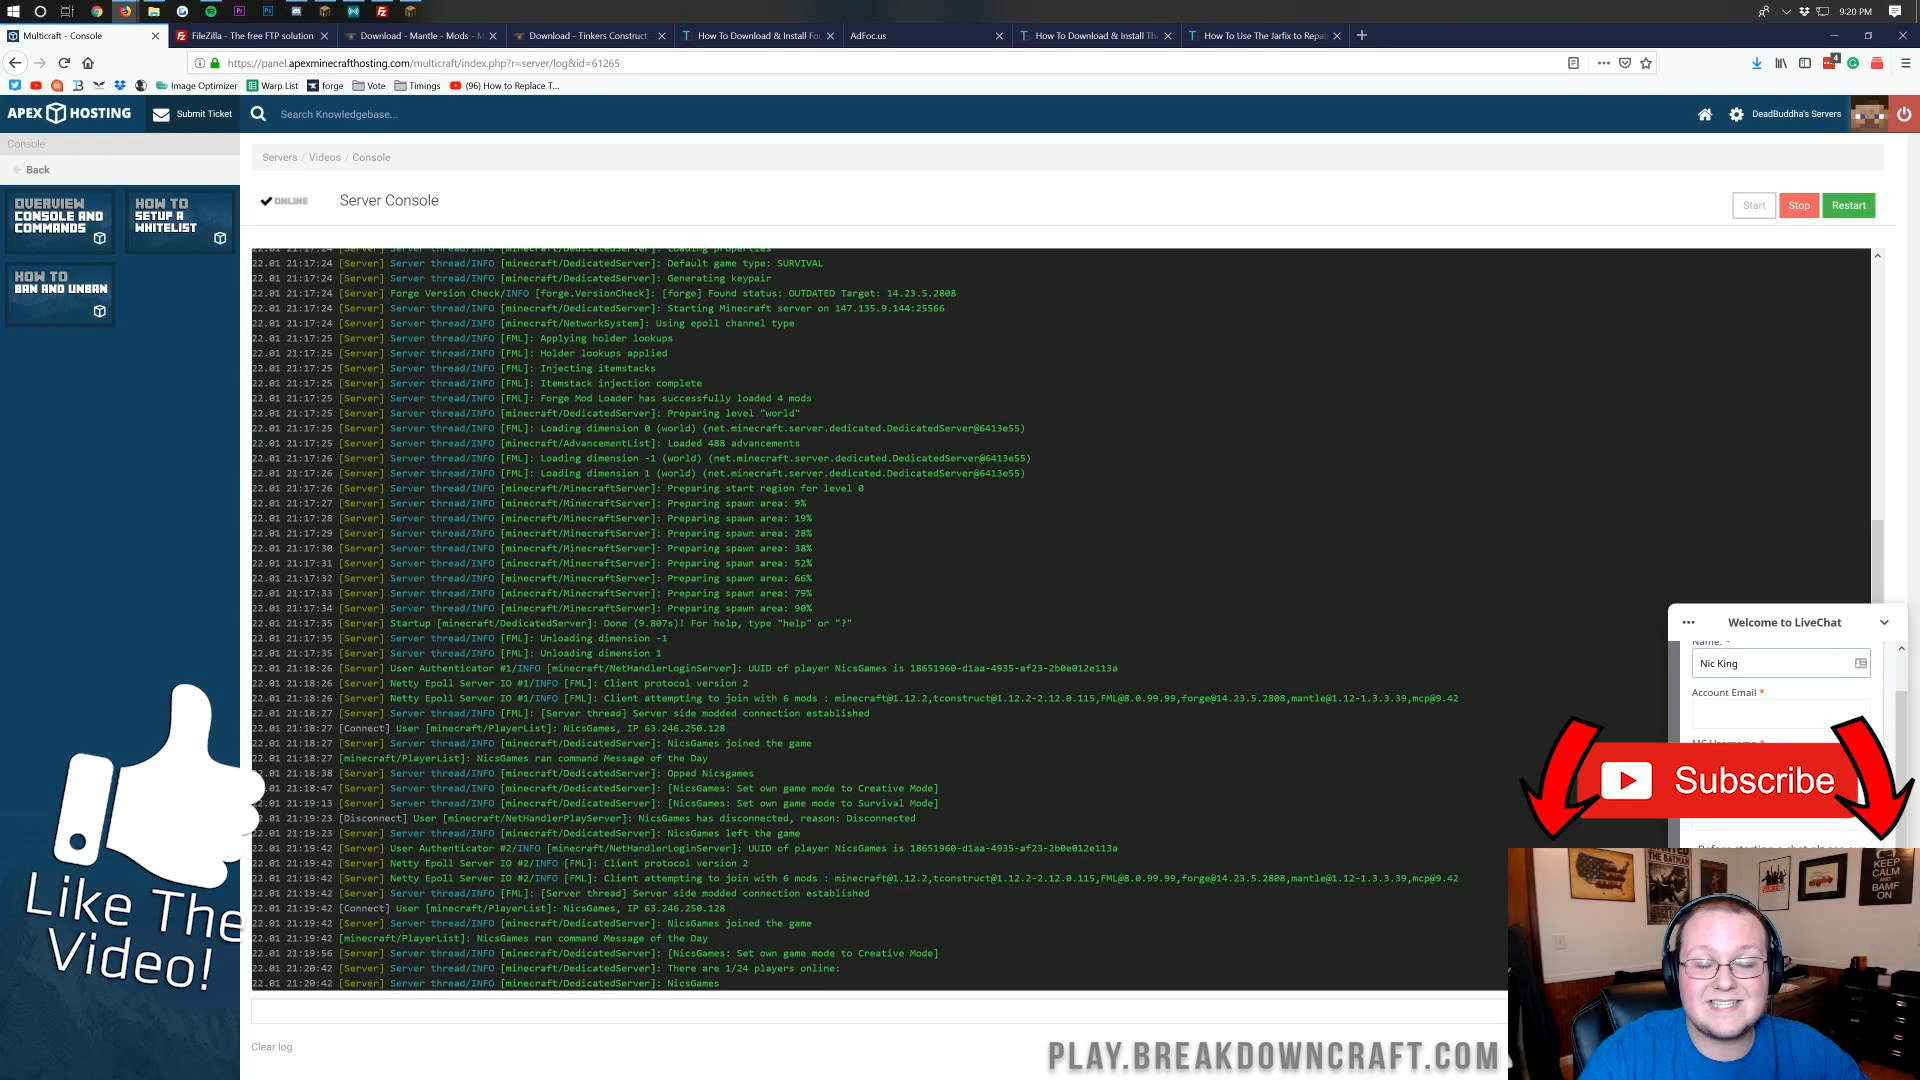 9:20 PM
Multicraft - Console
FileZilla - The free FTP solution
Download - Mantle - Mods - M
Download - Tinkers Construct
How To Download & Install Fo
AdFoc.us
How To Download & Install Th
How To Use The Jarfix to Repai
https://panel.apexminecrafthosting.com/multicraft/index.php?r=server/log&id=61265
Image Optimizer
Warp List
forge
Vote
Timings
(96) How to Replace T...
APEX HOSTING
Submit Ticket
Search Knowledgebase...
DeadBuddha's Servers
Console
Back
Servers / Videos / Console
OVERVIEW
CONSOLE AND
COMMANDS
HOW TO
SETUP A
WHITELIST
HOW TO
BAN AND UNBAN
ONLINE
Server Console
Start
Stop
Restart
22.01 21:17:24 [Server] Server thread/INFO [minecraft/DedicatedServer]: Loading properties
22.01 21:17:24 [Server] Server thread/INFO [minecraft/DedicatedServer]: Default game type: SURVIVAL
22.01 21:17:24 [Server] Server thread/INFO [minecraft/DedicatedServer]: Generating keypair
22.01 21:17:24 [Server] Forge Version Check/INFO [forge.VersionCheck]: [forge] Found status: OUTDATED Target: 14.23.5.2808
22.01 21:17:24 [Server] Server thread/INFO [minecraft/DedicatedServer]: Starting Minecraft server on 147.135.9.144:25566
22.01 21:17:24 [Server] Server thread/INFO [minecraft/NetworkSystem]: Using epoll channel type
22.01 21:17:25 [Server] Server thread/INFO [FML]: Applying holder lookups
22.01 21:17:25 [Server] Server thread/INFO [FML]: Holder lookups applied
22.01 21:17:25 [Server] Server thread/INFO [FML]: Injecting itemstacks
22.01 21:17:25 [Server] Server thread/INFO [FML]: Itemstack injection complete
22.01 21:17:25 [Server] Server thread/INFO [FML]: Forge Mod Loader has successfully loaded 4 mods
22.01 21:17:25 [Server] Server thread/INFO [minecraft/DedicatedServer]: Preparing level "world"
22.01 21:17:25 [Server] Server thread/INFO [FML]: Loading dimension 0 (world) (net.minecraft.server.dedicated.DedicatedServer@6413e55)
22.01 21:17:25 [Server] Server thread/INFO [minecraft/AdvancementList]: Loaded 488 advancements
22.01 21:17:26 [Server] Server thread/INFO [FML]: Loading dimension -1 (world) (net.minecraft.server.dedicated.DedicatedServer@6413e55)
22.01 21:17:26 [Server] Server thread/INFO [FML]: Loading dimension 1 (world) (net.minecraft.server.dedicated.DedicatedServer@6413e55)
22.01 21:17:26 [Server] Server thread/INFO [minecraft/MinecraftServer]: Preparing start region for level 0
22.01 21:17:27 [Server] Server thread/INFO [minecraft/MinecraftServer]: Preparing spawn area: 9%
22.01 21:17:28 [Server] Server thread/INFO [minecraft/MinecraftServer]: Preparing spawn area: 19%
22.01 21:17:29 [Server] Server thread/INFO [minecraft/MinecraftServer]: Preparing spawn area: 28%
22.01 21:17:30 [Server] Server thread/INFO [minecraft/MinecraftServer]: Preparing spawn area: 38%
22.01 21:17:31 [Server] Server thread/INFO [minecraft/MinecraftServer]: Preparing spawn area: 52%
22.01 21:17:32 [Server] Server thread/INFO [minecraft/MinecraftServer]: Preparing spawn area: 66%
22.01 21:17:33 [Server] Server thread/INFO [minecraft/MinecraftServer]: Preparing spawn area: 79%
22.01 21:17:34 [Server] Server thread/INFO [minecraft/MinecraftServer]: Preparing spawn area: 90%
22.01 21:17:35 [Server] Startup [minecraft/DedicatedServer]: Done (9.807s)! For help, type "help" or "?"
22.01 21:17:35 [Server] Server thread/INFO [FML]: Unloading dimension -1
22.01 21:17:35 [Server] Server thread/INFO [FML]: Unloading dimension 1
22.01 21:18:26 [Server] User Authenticator #1/INFO [minecraft/NetHandlerLoginServer]: UUID of player NicsGames is 18651960-d1aa-4935-af23-2b0e012e113a
22.01 21:18:26 [Server] Netty Epoll Server IO #1/INFO [FML]: Client protocol version 2
22.01 21:18:26 [Server] Netty Epoll Server IO #1/INFO [FML]: Client attempting to join with 6 mods : minecraft@1.12.2,tconstruct@1.12.2-2.12.0.115,FML@8.0.99.99,forge@14.23.5.2808,mantle@1.12-1.3.3.39,mcp@9.42
22.01 21:18:27 [Server] Server thread/INFO [FML]: [Server thread] Server side modded connection established
22.01 21:18:27 [Connect] User [minecraft/PlayerList]: NicsGames, IP 63.246.250.128
22.01 21:18:27 [Server] Server thread/INFO [minecraft/DedicatedServer]: NicsGames joined the game
22.01 21:18:27 [minecraft/PlayerList]: NicsGames ran command Message of the Day
22.01 21:18:38 [Server] Server thread/INFO [minecraft/DedicatedServer]: Opped Nicsgames
22.01 21:18:47 [Server] Server thread/INFO [minecraft/DedicatedServer]: [NicsGames: Set own game mode to Creative Mode]
22.01 21:19:13 [Server] Server thread/INFO [minecraft/DedicatedServer]: [NicsGames: Set own game mode to Survival Mode]
22.01 21:19:23 [Disconnect] User [minecraft/NetHandlerPlayServer]: NicsGames has disconnected, reason: Disconnected
22.01 21:19:23 [Server] Server thread/INFO [minecraft/DedicatedServer]: NicsGames left the game
22.01 21:19:42 [Server] User Authenticator #2/INFO [minecraft/NetHandlerLoginServer]: UUID of player NicsGames is 18651960-d1aa-4935-af23-2b0e012e113a
22.01 21:19:42 [Server] Netty Epoll Server IO #2/INFO [FML]: Client protocol version 2
22.01 21:19:42 [Server] Netty Epoll Server IO #2/INFO [FML]: Client attempting to join with 6 mods : minecraft@1.12.2,tconstruct@1.12.2-2.12.0.115,FML@8.0.99.99,forge@14.23.5.2808,mantle@1.12-1.3.3.39,mcp@9.42
22.01 21:19:42 [Server] Server thread/INFO [FML]: [Server thread] Server side modded connection established
22.01 21:19:42 [Connect] User [minecraft/PlayerList]: NicsGames, IP 63.246.250.128
22.01 21:19:42 [Server] Server thread/INFO [minecraft/DedicatedServer]: NicsGames joined the game
22.01 21:19:42 [minecraft/PlayerList]: NicsGames ran command Message of the Day
22.01 21:19:56 [Server] Server thread/INFO [minecraft/DedicatedServer]: [NicsGames: Set own game mode to Creative Mode]
22.01 21:20:42 [Server] Server thread/INFO [minecraft/DedicatedServer]: There are 1/24 players online:
22.01 21:20:42 [Server] Server thread/INFO [minecraft/DedicatedServer]: NicsGames
Clear log
Welcome to LiveChat
Name: *
Nic King
Account Email *
Subscribe
Like The
Video!
KEEP
CALM
AND
BAMF
ON
PLAY.BREAKDOWNCRAFT.COM